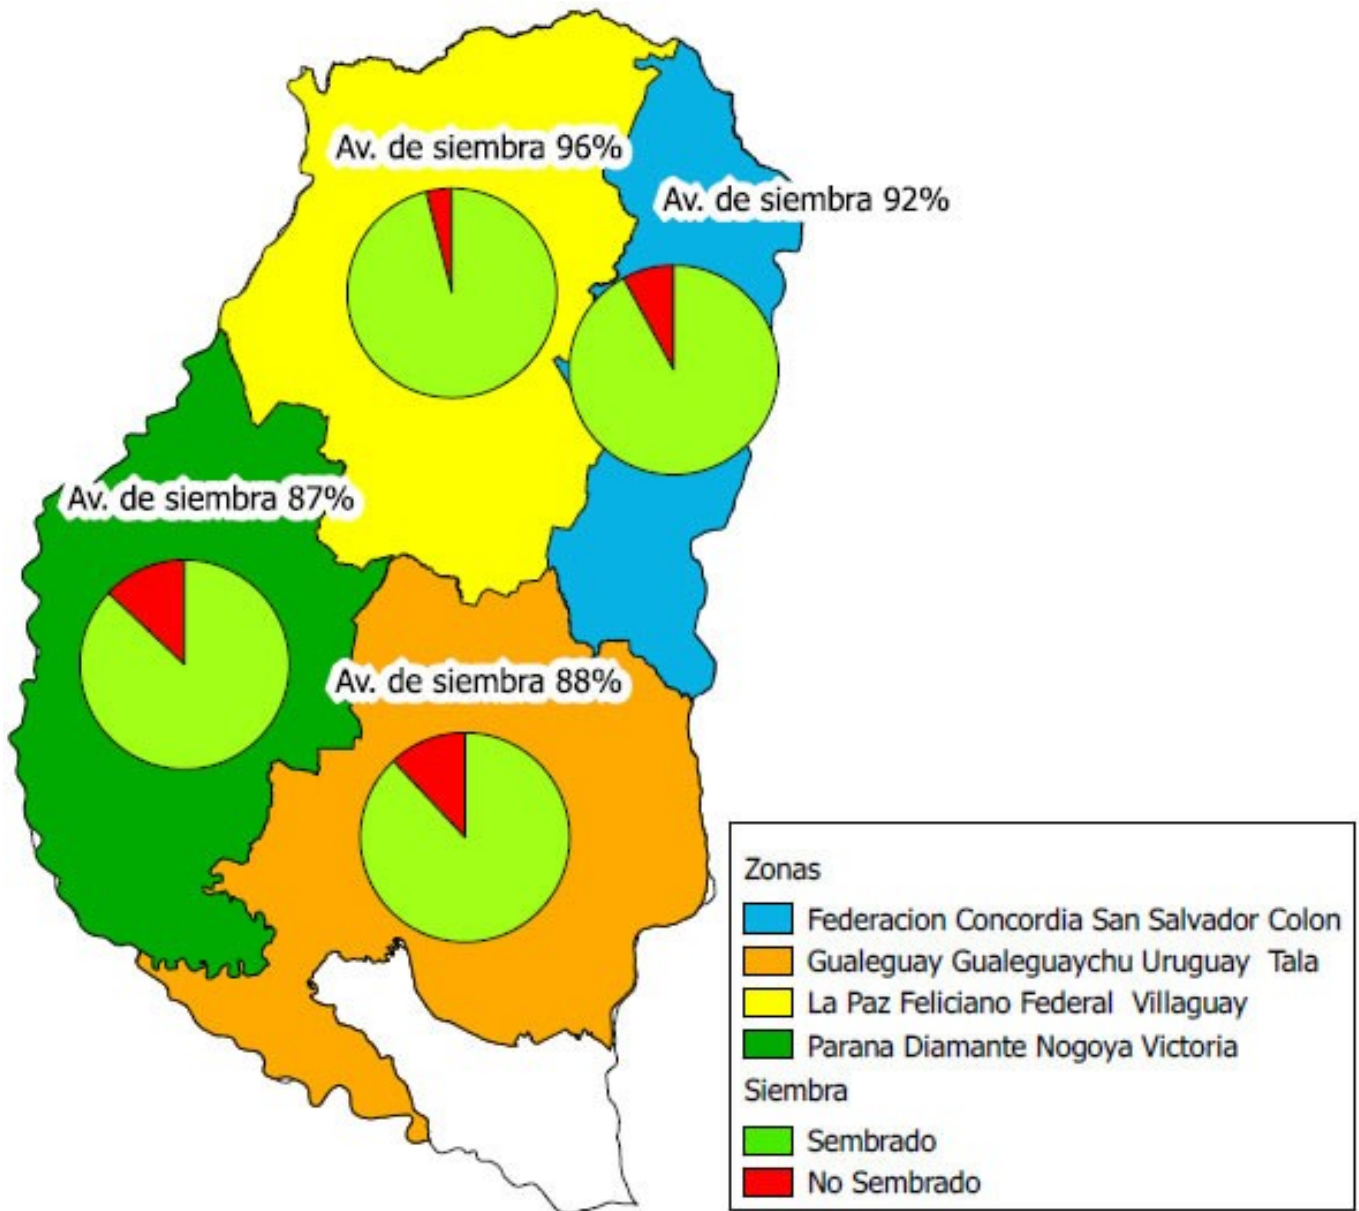 Av. de siembra 96%
Av. de siembra 92%
Av. de siembra 87%
Av. de siembra 88%
Zonas
Federacion Concordia San Salvador Colon
Gualeguay Gualeguaychu Uruguay  Tala
La Paz Feliciano Federal  Villaguay
Parana Diamante Nogoya Victoria
Siembra
Sembrado
No Sembrado